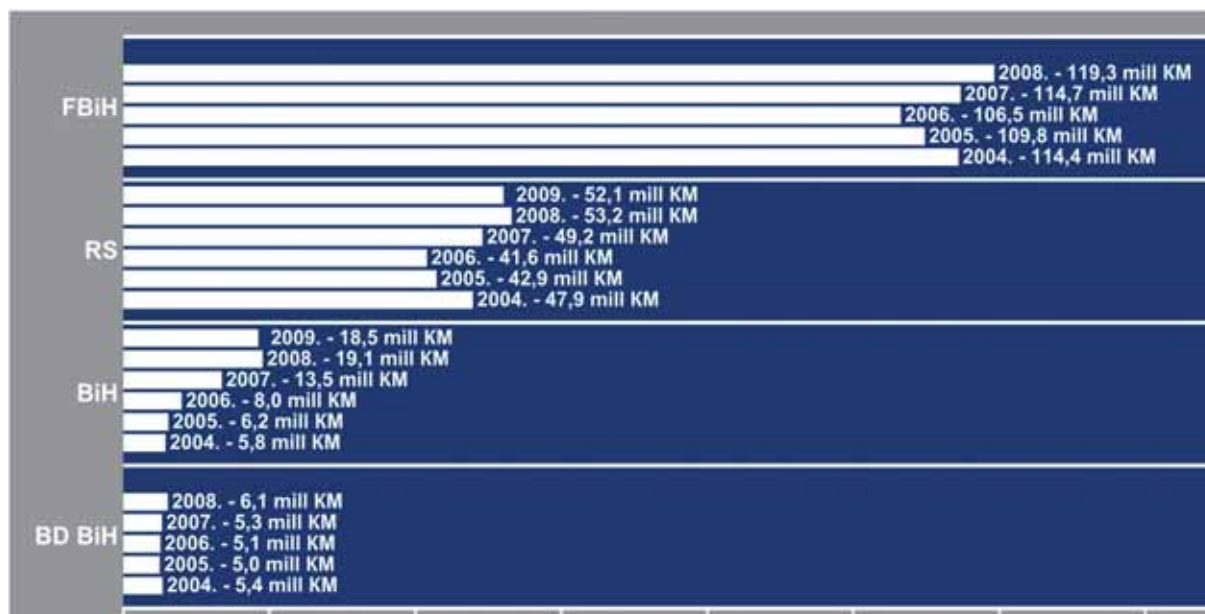 FBiH
2008. - 119,3 mill KM
2007. - 114,7 mill KM
2006. - 106,5 mill KM
2005. - 109,8 mill KM
2004. - 114,4 mill KM
RS
2009. - 52,1 mill KM
2008. - 53,2 mill KM
2007. - 49,2 mill KM
2006. - 41,6 mill KM
2005. - 42,9 mill KM
2004. - 47,9 mill KM
BiH
2009. - 18,5 mill KM
2008. - 19,1 mill KM
2007. - 13,5 mill KM
2006. - 8,0 mill KM
2005. - 6,2 mill KM
2004. - 5,8 mill KM
BD BiH
2008. - 6,1 mill KM
2007. - 5,3 mill KM
2006. - 5,1 mill KM
2005. - 5,0 mill KM
2004. - 5,4 mill KM